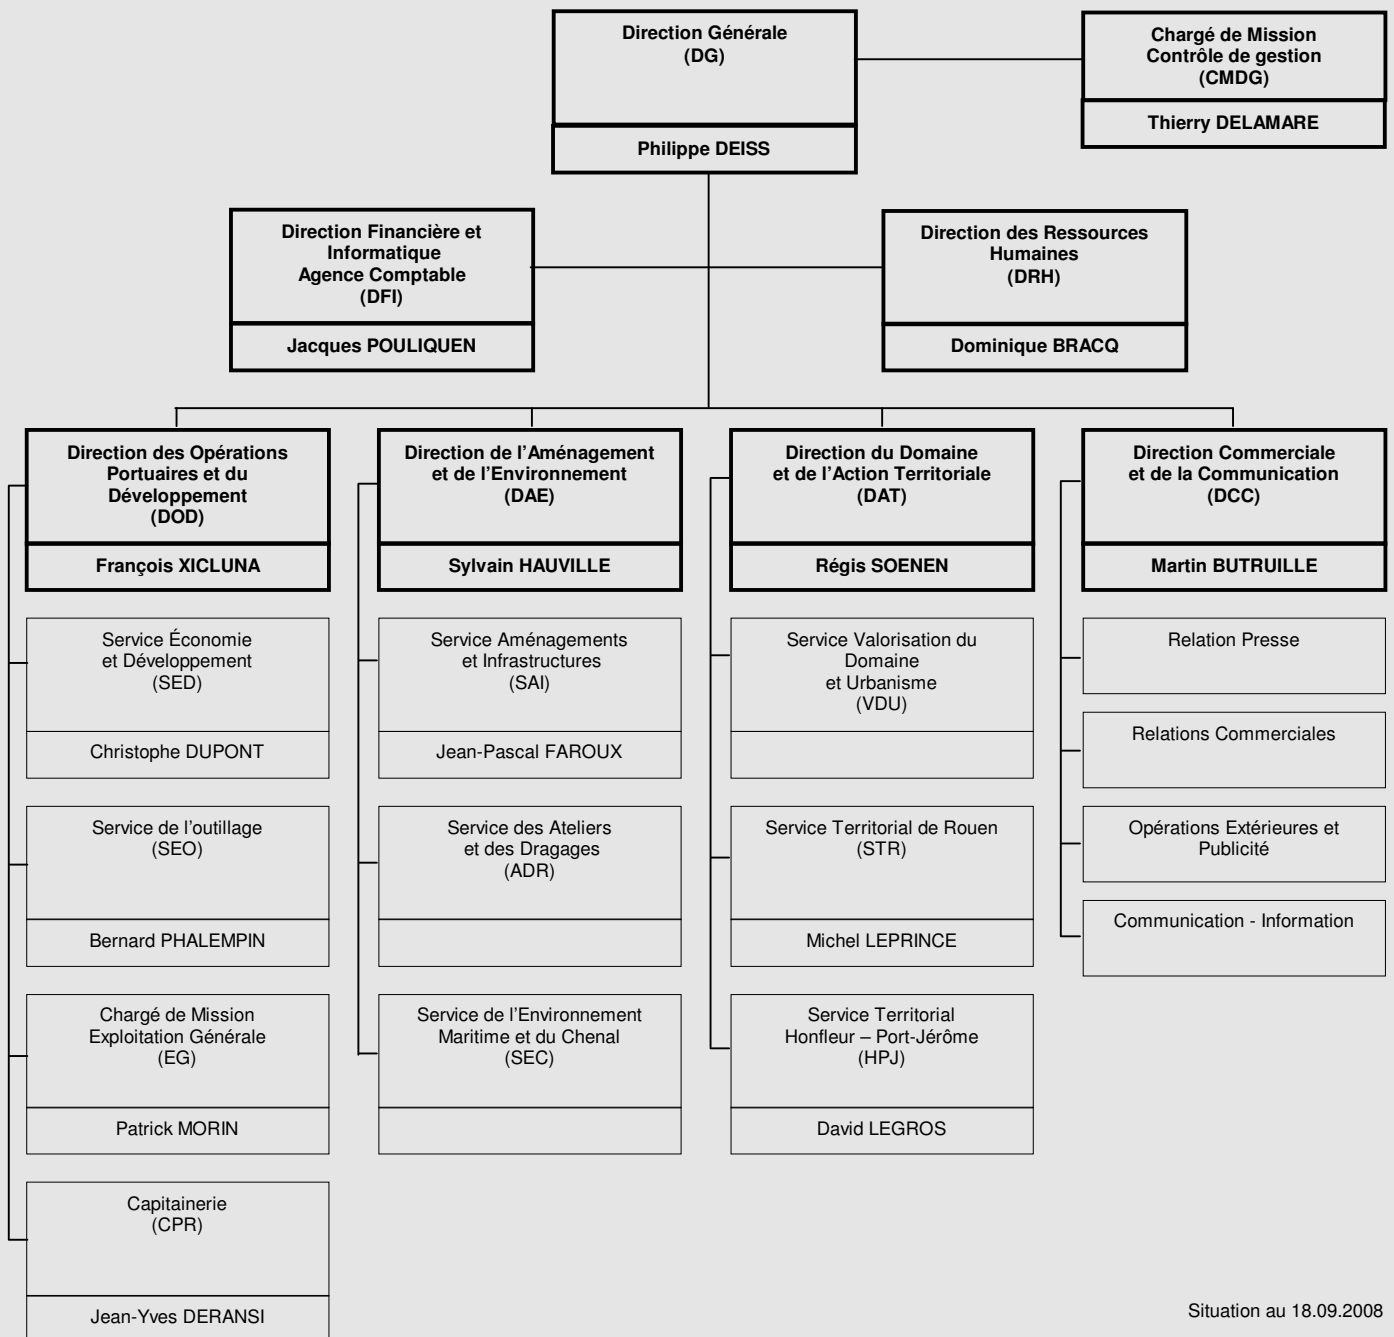 Direction Générale
(DG)
Philippe DEISS
Chargé de Mission
Contrôle de gestion
(CMDG)
Thierry DELAMARE
Direction Financière et
Informatique
Agence Comptable
(DFI)
Jacques POULIQUEN
Direction des Ressources
Humaines
(DRH)
Dominique BRACQ
Direction des Opérations
Portuaires et du
Développement
(DOD)
François XICLUNA
Service Économie
et Développement
(SED)
Christophe DUPONT
Service de l’outillage
(SEO)
Bernard PHALEMPIN
Chargé de Mission
Exploitation Générale
(EG)
Patrick MORIN
Capitainerie
(CPR)
Jean-Yves DERANSI
Direction de l’Aménagement
et de l’Environnement
(DAE)
Sylvain HAUVILLE
Service Aménagements
et Infrastructures
(SAI)
Jean-Pascal FAROUX
Service des Ateliers
et des Dragages
(ADR)
Service de l’Environnement
Maritime et du Chenal
(SEC)
Direction du Domaine
et de l’Action Territoriale
(DAT)
Régis SOENEN
Service Valorisation du
Domaine
et Urbanisme
(VDU)
Service Territorial de Rouen
(STR)
Michel LEPRINCE
Service Territorial
Honfleur – Port-Jérôme
(HPJ)
David LEGROS
Direction Commerciale
et de la Communication
(DCC)
Martin BUTRUILLE
Relation Presse
Relations Commerciales
Opérations Extérieures et
Publicité
Communication - Information
Situation au 18.09.2008